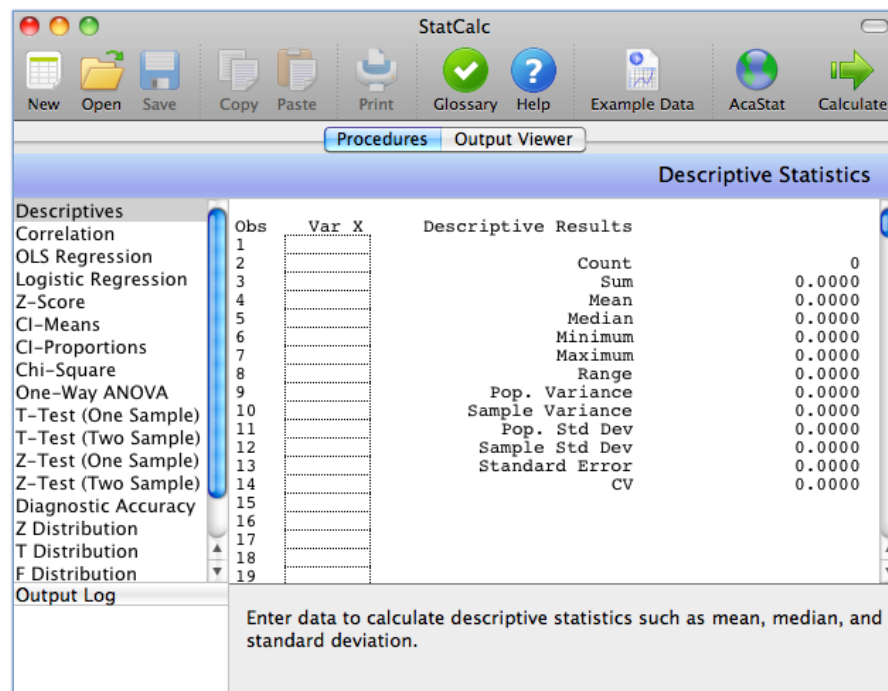 StatCalc
New Open Save Copy Paste Print Glossary Help Example Data AcaStat Calculate
Procedures Output Viewer
Descriptive Statistics
Descriptives
Correlation
OLS Regression
Logistic Regression
Z-Score
CI-Means
CI-Proportions
Chi-Square
One-Way ANOVA
T-Test (One Sample)
T-Test (Two Sample)
Z-Test (One Sample)
Z-Test (Two Sample)
Diagnostic Accuracy
Z Distribution
T Distribution
F Distribution
Output Log
Obs Var X Descriptive Results
1
2 Count 0
3 Sum 0.0000
4 Mean 0.0000
5 Median 0.0000
6 Minimum 0.0000
7 Maximum 0.0000
8 Range 0.0000
9 Pop. Variance 0.0000
10 Sample Variance 0.0000
11 Pop. Std Dev 0.0000
12 Sample Std Dev 0.0000
13 Standard Error 0.0000
14 CV 0.0000
15
16
17
18
19
Enter data to calculate descriptive statistics such as mean, median, and
standard deviation.